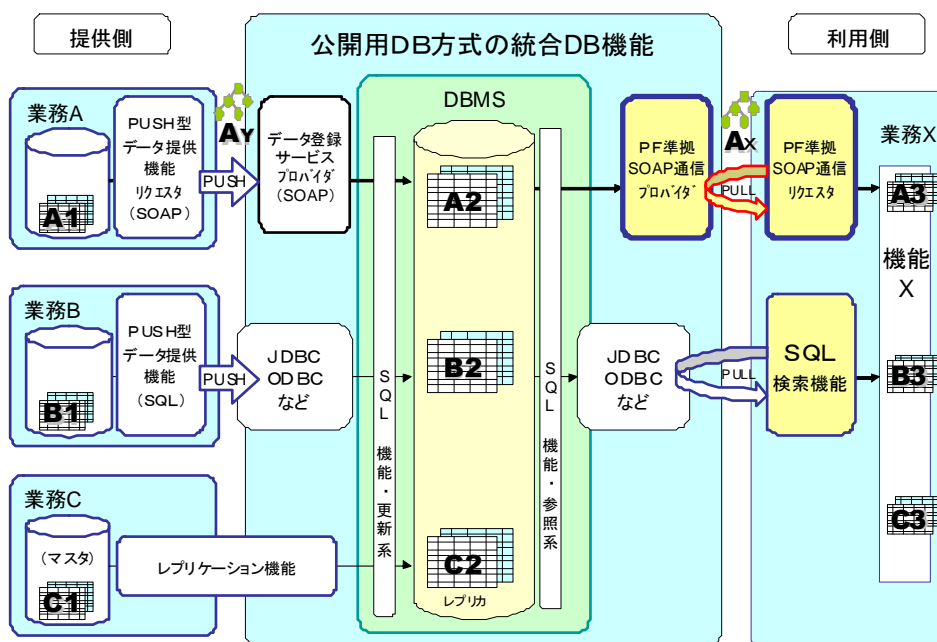 提供側
公開用DB方式の統合DB機能
利用側
業務A
PUSH型
データ提供
機能
リクエスタ
(SOAP)
A1
PUSH
AY
データ登録
サービス
プロバイダ
(SOAP)
DBMS
A2
PF準拠
SOAP通信
プロバイダ
AX
PULL
PF準拠
SOAP通信
リクエスタ
業務X
A3
機能
X
業務B
PUSH型
データ提供
機能
(SQL)
B1
PUSH
JDBC
ODBC
など
SQL 機能・更新系
B2
SQL 機能・参照系
JDBC
ODBC
など
PULL
SQL
検索機能
B3
業務C
(マスタ)
C1
レプリケーション機能
C2
レプリカ
C3